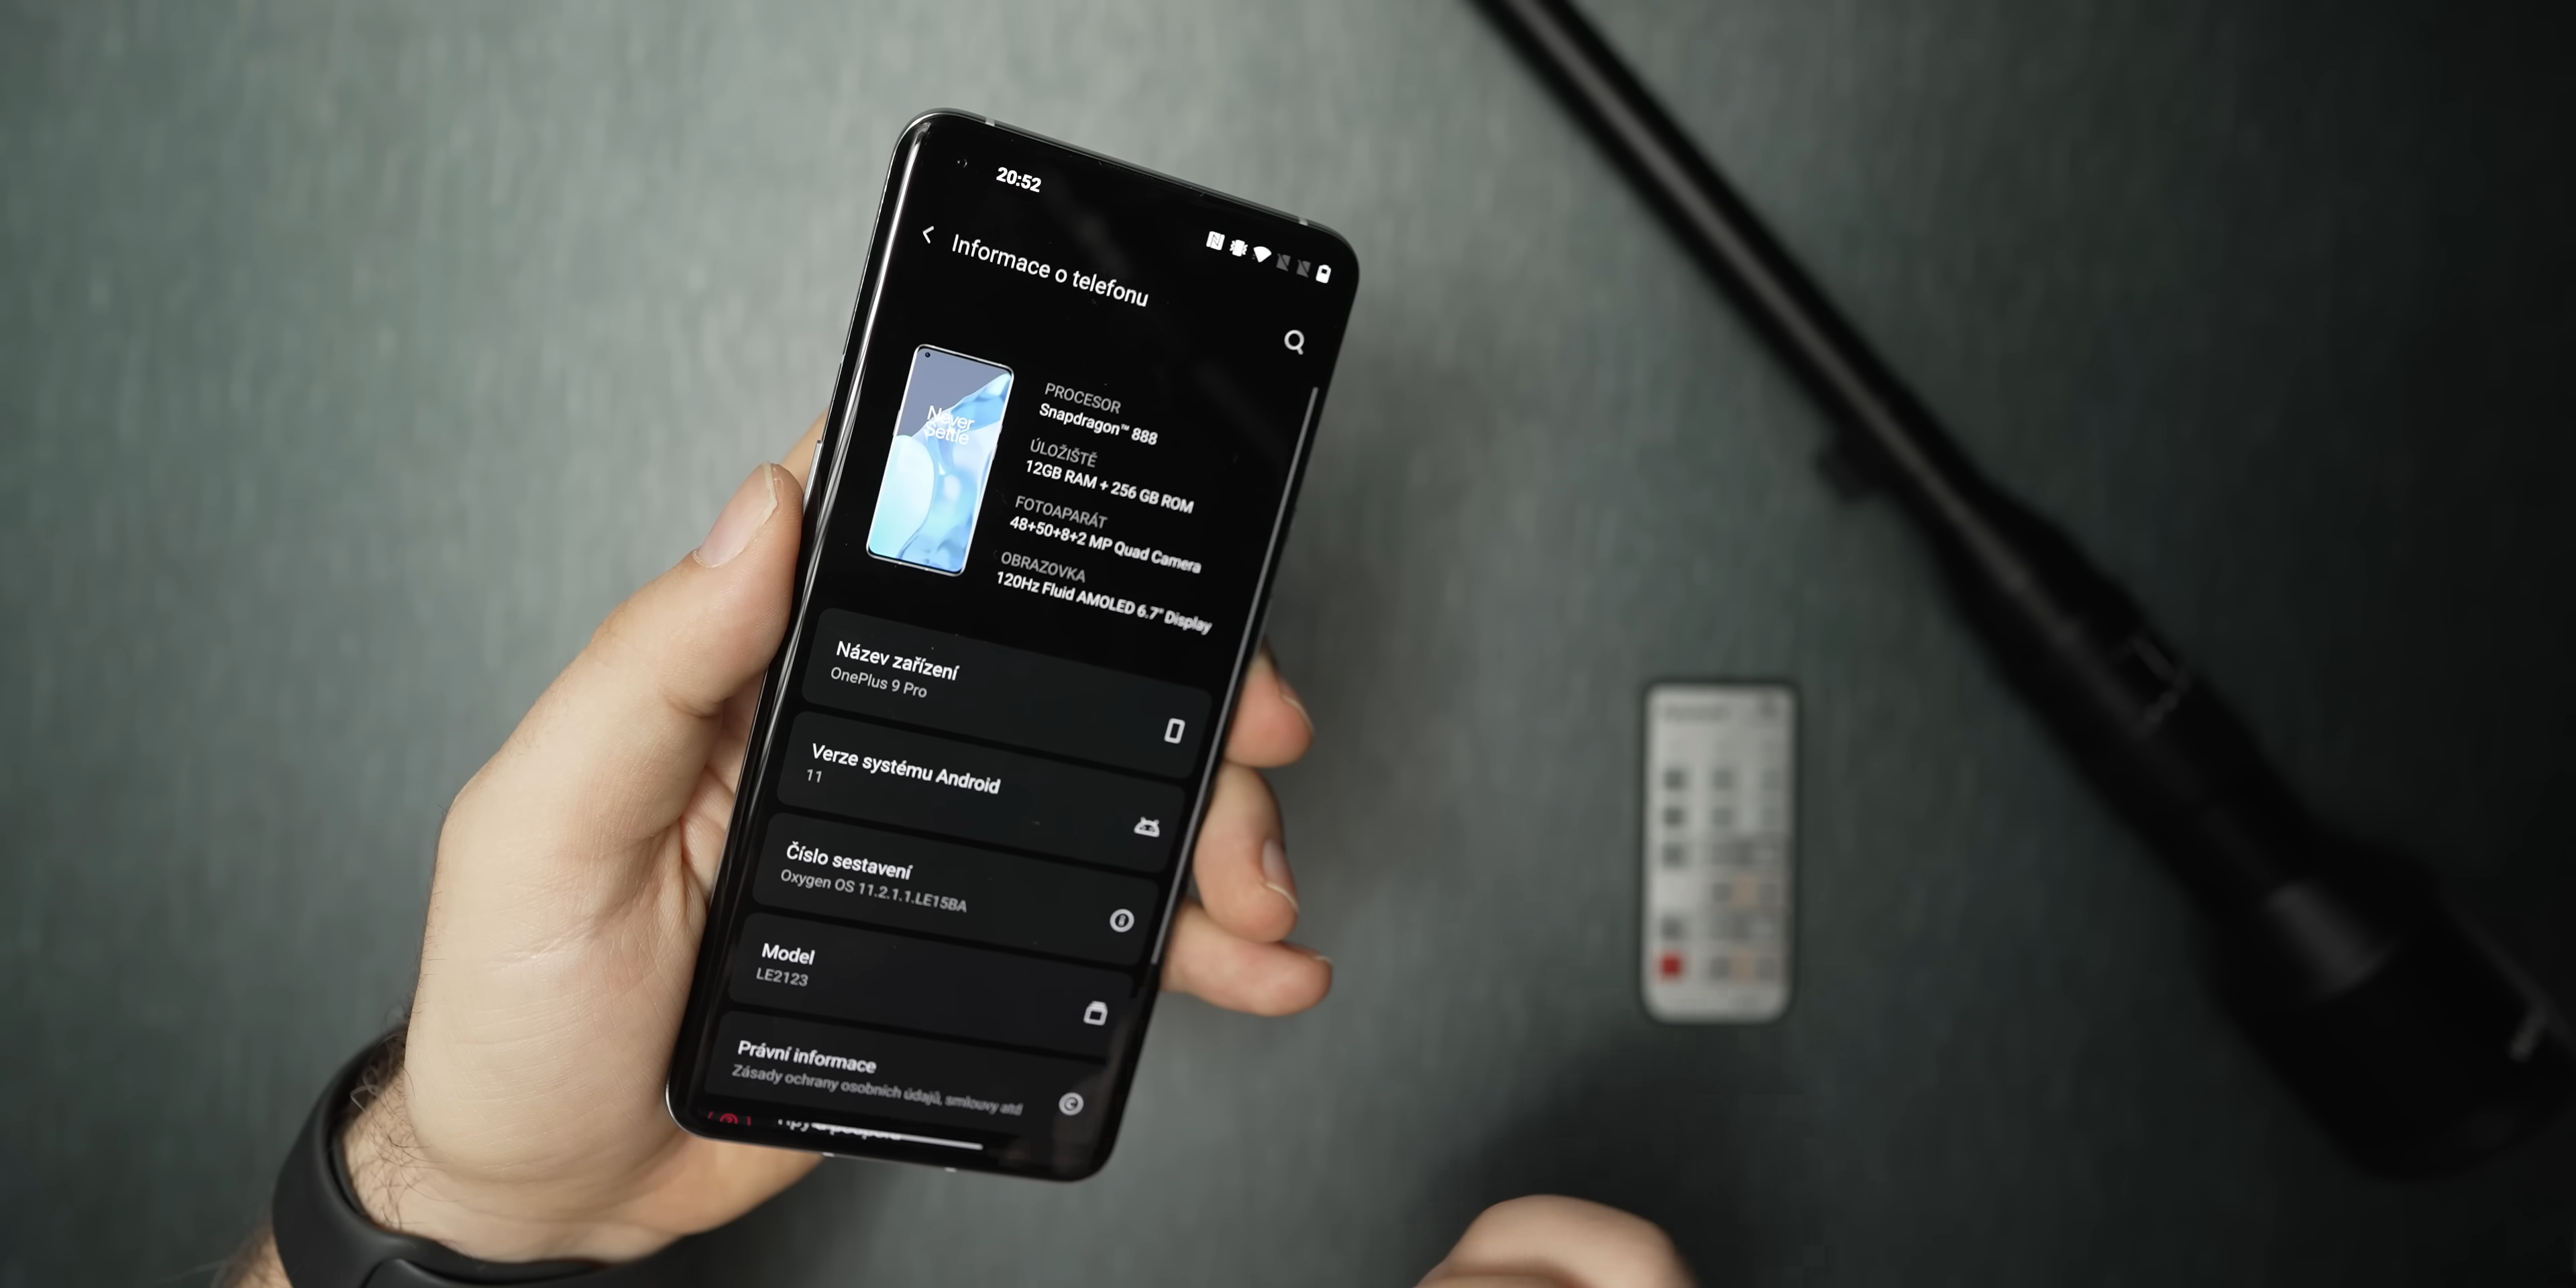 20:52
Informace o telefonu
Never
Settle
PROCESOR
Snapdragon™ 888
ÚLOŽIŠTĚ
12GB RAM + 256 GB ROM
FOTOAPARÁT
48+50+8+2 MP Quad Camera
OBRAZOVKA
120Hz Fluid AMOLED 6.7" Display
Název zařízení
OnePlus 9 Pro
Verze systému Android
11
Číslo sestavení
Oxygen OS 11.2.1.1.LE15BA
Model
LE2123
Právní informace
Zásady ochrany osobních údajů, smlouvy atd